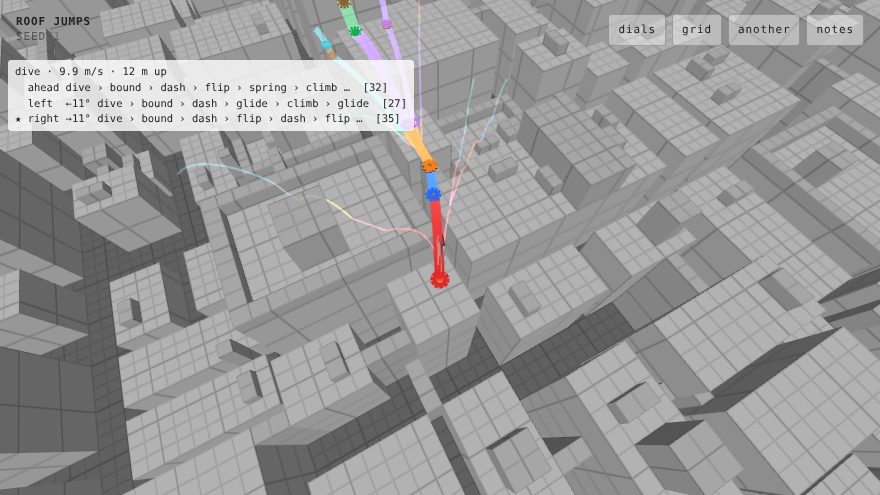 ROOF JUMPS
SEED 1
dials
grid
another
notes
dive · 9.9 m/s · 12 m up
ahead dive › bound › dash › flip › spring › climb … [32]
left ←11° dive › bound › dash › glide › climb › glide [27]
★ right →11° dive › bound › dash › flip › dash › flip … [35]